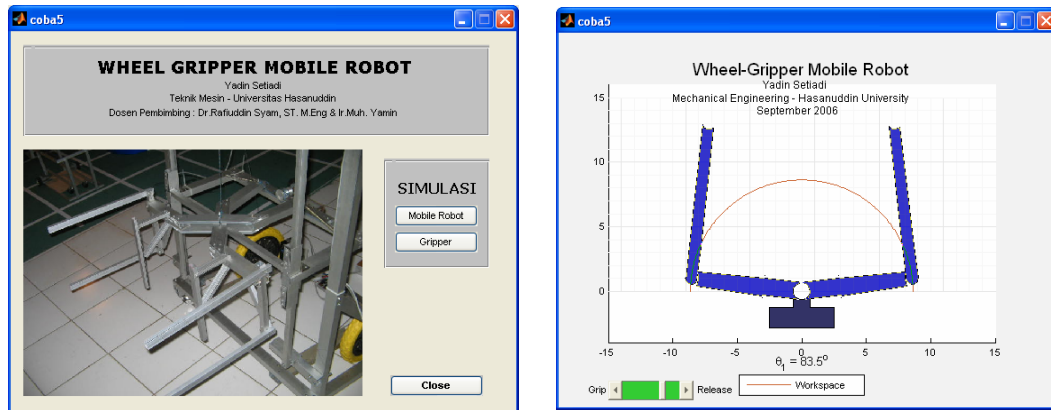 coba5
WHEEL GRIPPER MOBILE ROBOT
Yadin Setiadi
Teknik Mesin - Universitas Hasanuddin
Dosen Pembimbing : Dr.Rafiuddin Syam, ST. M.Eng & Ir.Muh. Yamin
SIMULASI
Mobile Robot
Gripper
Close
coba5
Wheel-Gripper Mobile Robot
Yadin Setiadi
Mechanical Engineering - Hasanuddin University
September 2006
15
10
5
0
-15 -10 -5 0 5 10 15
θ1 = 83.5°
Grip Release Workspace